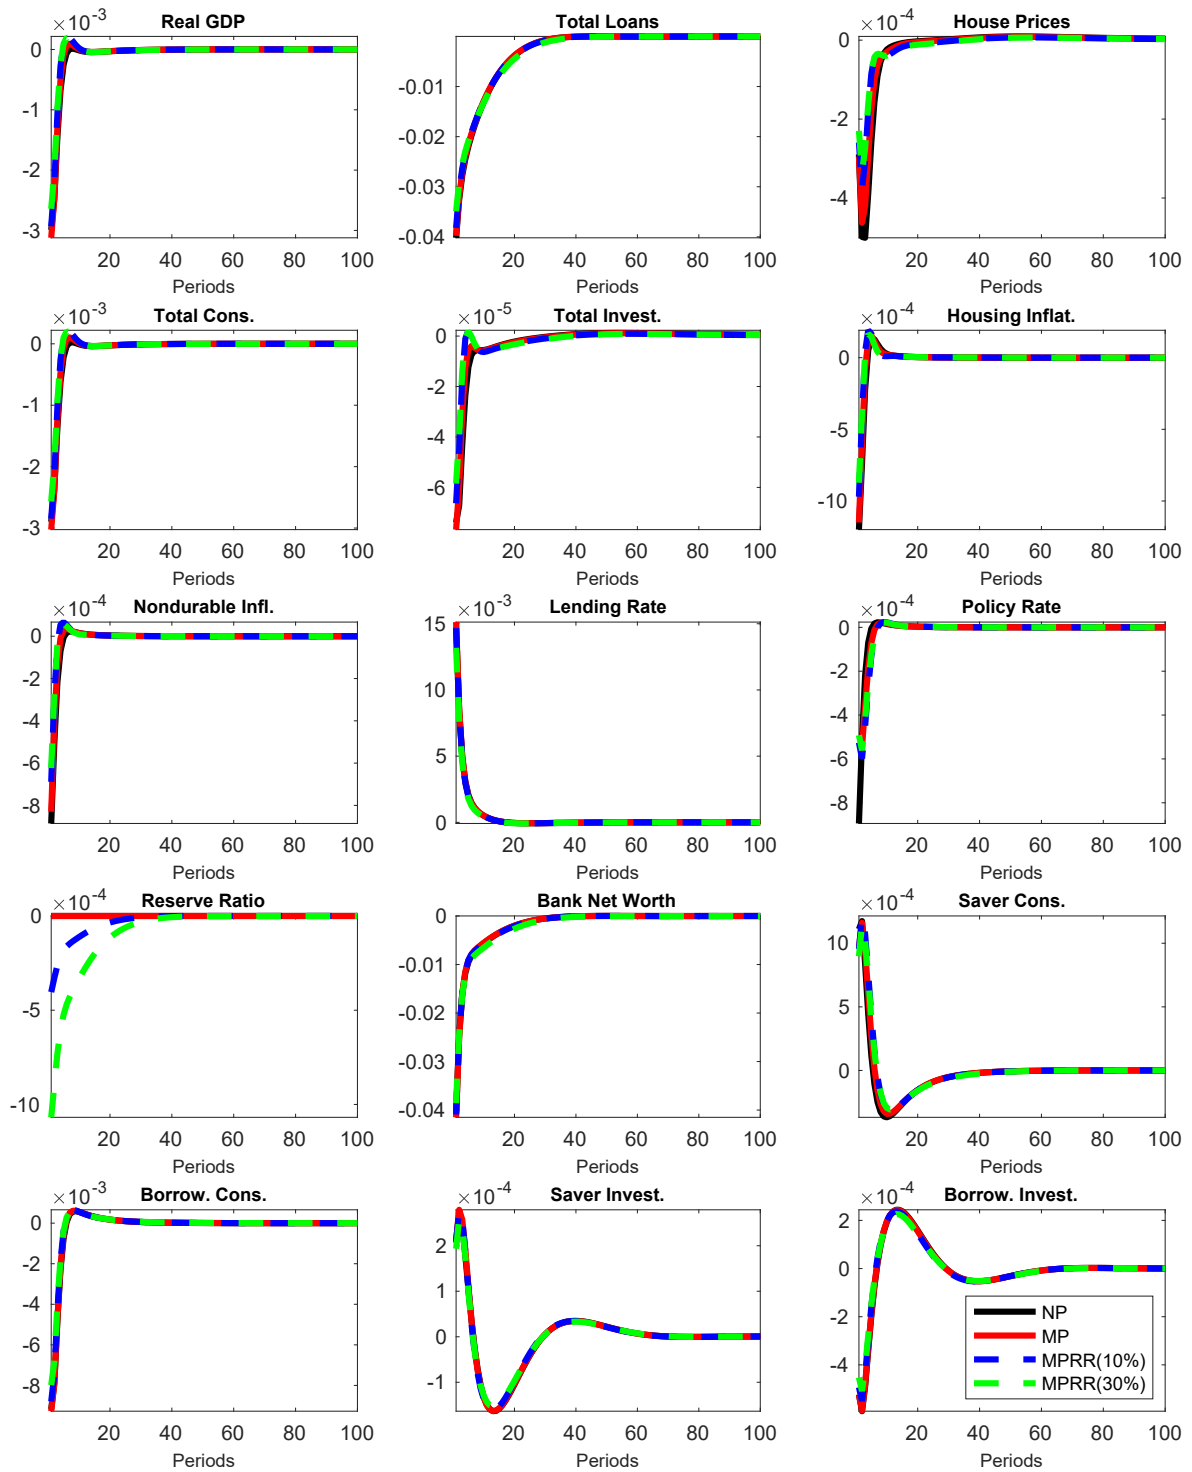 Real GDP
×10-3
0
-1
-2
-3
20 40 60 80 100
Periods
Total Loans
-0.01
-0.02
-0.03
-0.04
20 40 60 80 100
Periods
House Prices
×10-4
0
-2
-4
20 40 60 80 100
Periods
Total Cons.
×10-3
0
-1
-2
-3
20 40 60 80 100
Periods
Total Invest.
×10-5
0
-2
-4
-6
20 40 60 80 100
Periods
Housing Inflat.
×10-4
0
-5
-10
20 40 60 80 100
Periods
Nondurable Infl.
×10-4
0
-2
-4
-6
-8
20 40 60 80 100
Periods
Lending Rate
×10-3
15
10
5
0
20 40 60 80 100
Periods
Policy Rate
×10-4
0
-2
-4
-6
-8
20 40 60 80 100
Periods
Reserve Ratio
×10-4
0
-5
-10
20 40 60 80 100
Periods
Bank Net Worth
0
-0.01
-0.02
-0.03
-0.04
20 40 60 80 100
Periods
Saver Cons.
×10-4
10
5
0
20 40 60 80 100
Periods
Borrow. Cons.
×10-3
0
-2
-4
-6
-8
20 40 60 80 100
Periods
Saver Invest.
×10-4
2
1
0
-1
20 40 60 80 100
Periods
Borrow. Invest.
×10-4
2
0
-2
-4
20 40 60 80 100
Periods
NP
MP
MPRR(10%)
MPRR(30%)